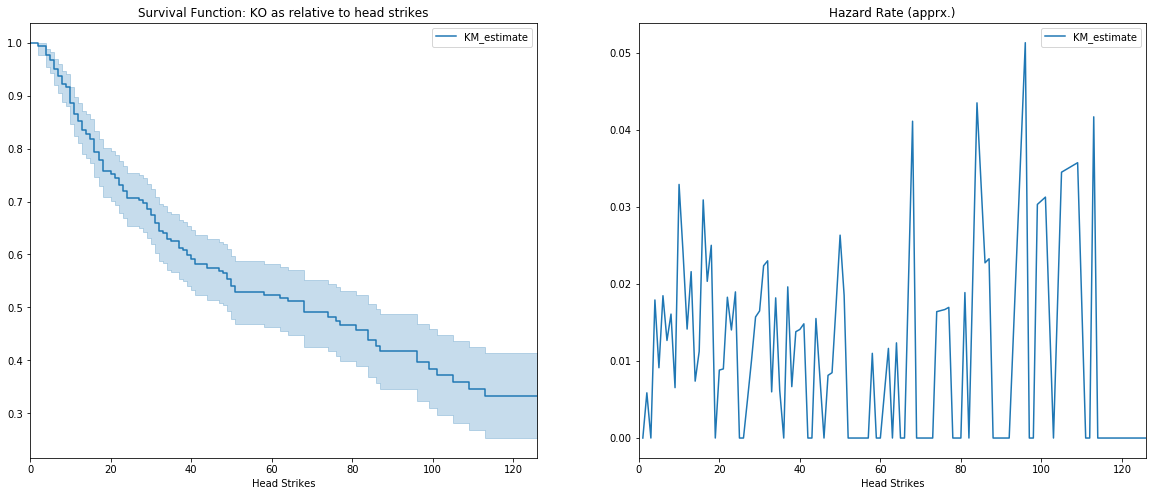 Survival Function: KO as relative to head strikes
KM_estimate
1.0
0.9
0.8
0.7
0.6
0.5
0.4
0.3
0 20 40 60 80 100 120
Head Strikes
Hazard Rate (apprx.)
KM_estimate
0.05
0.04
0.03
0.02
0.01
0.00
0 20 40 60 80 100 120
Head Strikes